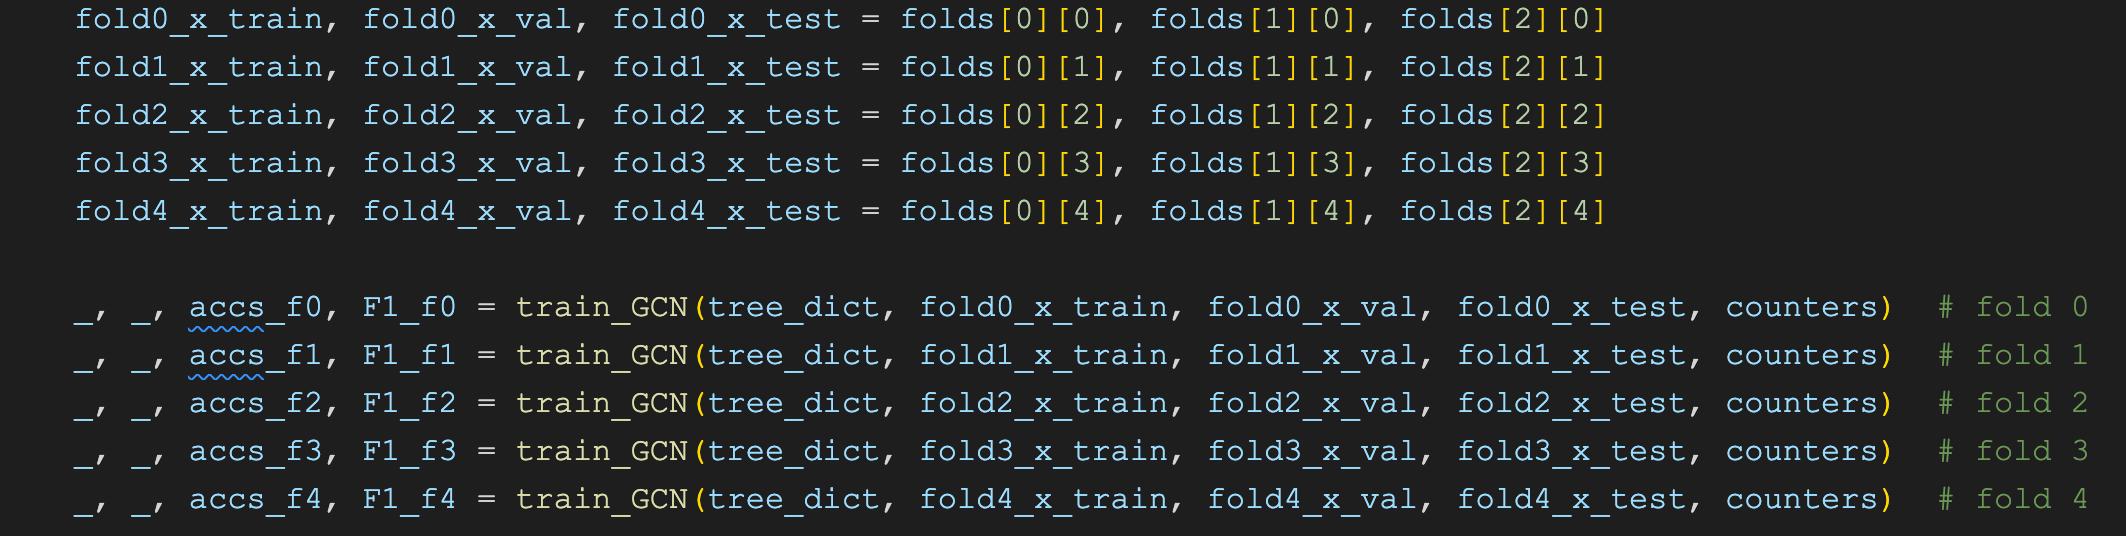 fold0_x_train, fold0_x_val, fold0_x_test = folds[0][0], folds[1][0], folds[2][0]
fold1_x_train, fold1_x_val, fold1_x_test = folds[0][1], folds[1][1], folds[2][1]
fold2_x_train, fold2_x_val, fold2_x_test = folds[0][2], folds[1][2], folds[2][2]
fold3_x_train, fold3_x_val, fold3_x_test = folds[0][3], folds[1][3], folds[2][3]
fold4_x_train, fold4_x_val, fold4_x_test = folds[0][4], folds[1][4], folds[2][4]
_, _, accs_f0, F1_f0 = train_GCN(tree_dict, fold0_x_train, fold0_x_val, fold0_x_test, counters)  # fold 0
_, _, accs_f1, F1_f1 = train_GCN(tree_dict, fold1_x_train, fold1_x_val, fold1_x_test, counters)  # fold 1
_, _, accs_f2, F1_f2 = train_GCN(tree_dict, fold2_x_train, fold2_x_val, fold2_x_test, counters)  # fold 2
_, _, accs_f3, F1_f3 = train_GCN(tree_dict, fold3_x_train, fold3_x_val, fold3_x_test, counters)  # fold 3
_, _, accs_f4, F1_f4 = train_GCN(tree_dict, fold4_x_train, fold4_x_val, fold4_x_test, counters)  # fold 4